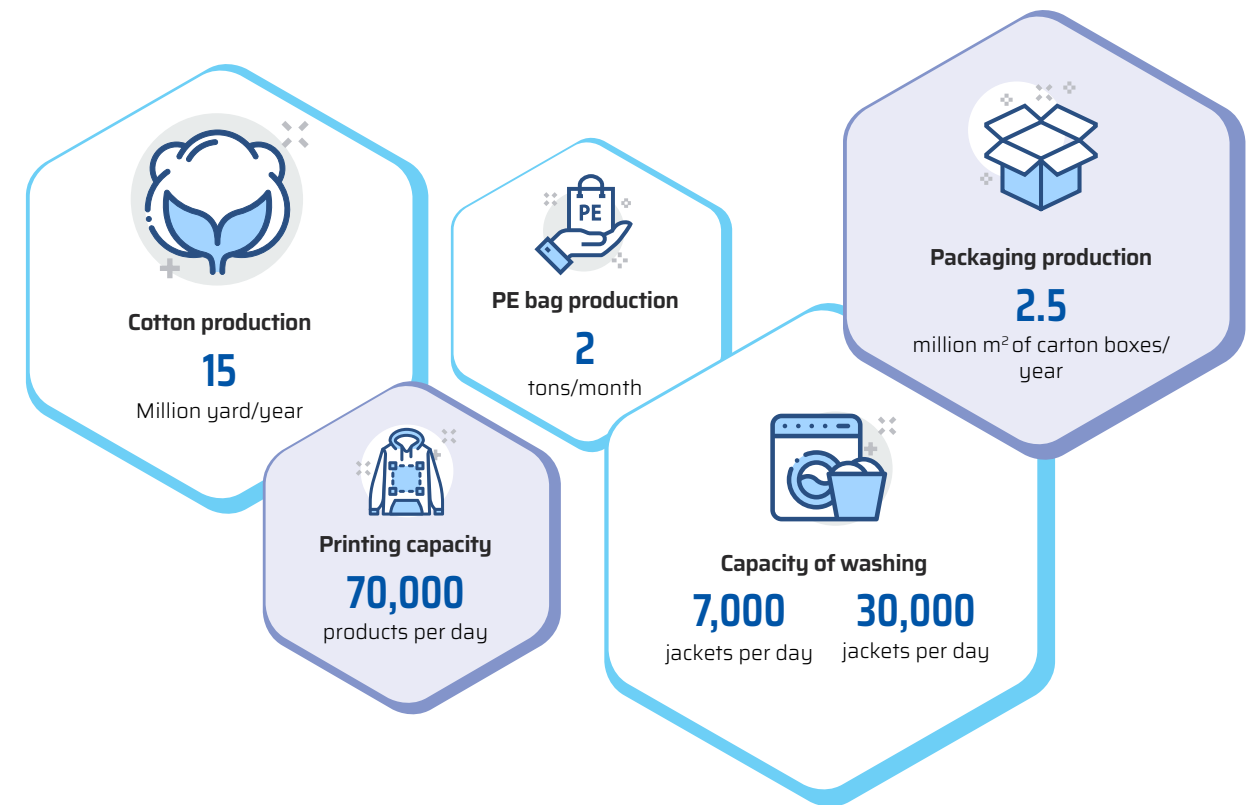 Cotton production
15
Million yard/year
PE
PE bag production
2
tons/month
Packaging production
2.5
million m² of carton boxes/
year
Printing capacity
70,000
products per day
Capacity of washing
7,000
jackets per day
30,000
jackets per day